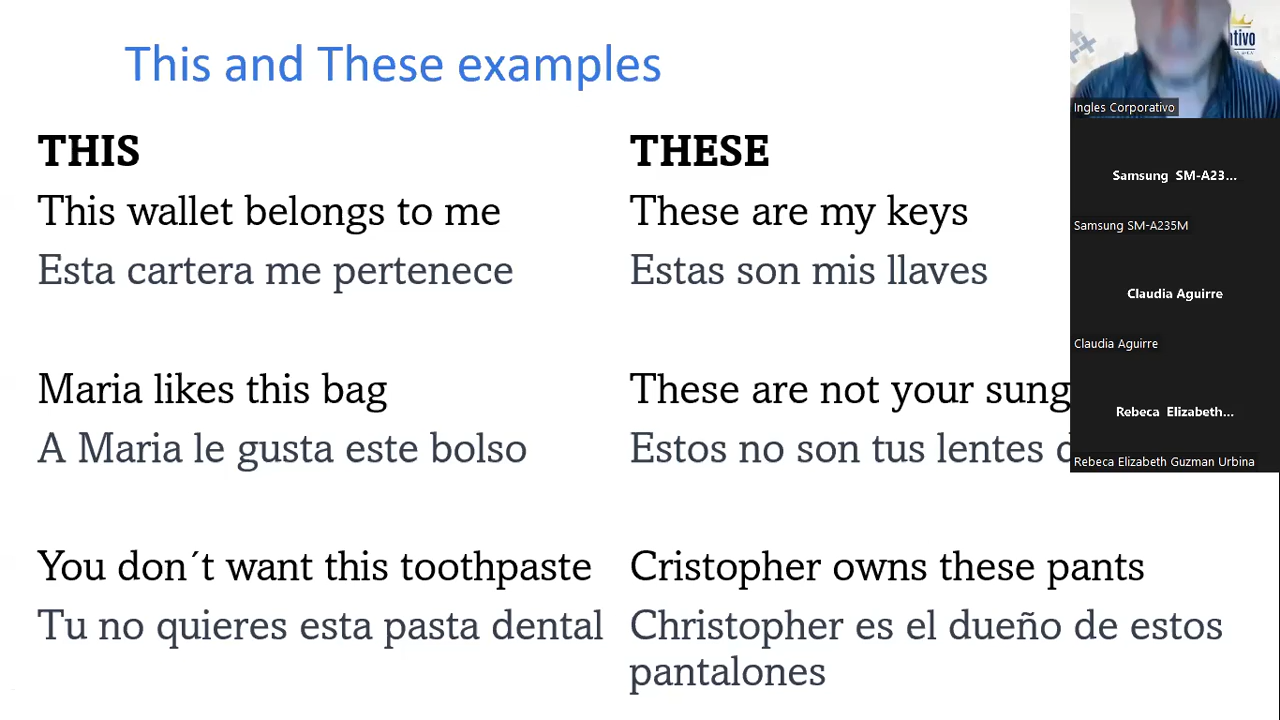 This and These examples
THIS
This wallet belongs to me
Esta cartera me pertenece
Maria likes this bag
A Maria le gusta este bolso
You don´t want this toothpaste
Tu no quieres esta pasta dental
THESE
These are my keys
Estas son mis llaves
These are not your
Estos no son tus lentes
Cristopher owns these pants
Christopher es el dueño de estos
pantalones
Ingles Corporativo
Samsung SM-A23...
Samsung SM-A235M
Claudia Aguirre
Claudia Aguirre
Rebeca Elizabeth...
Rebeca Elizabeth Guzman Urbina